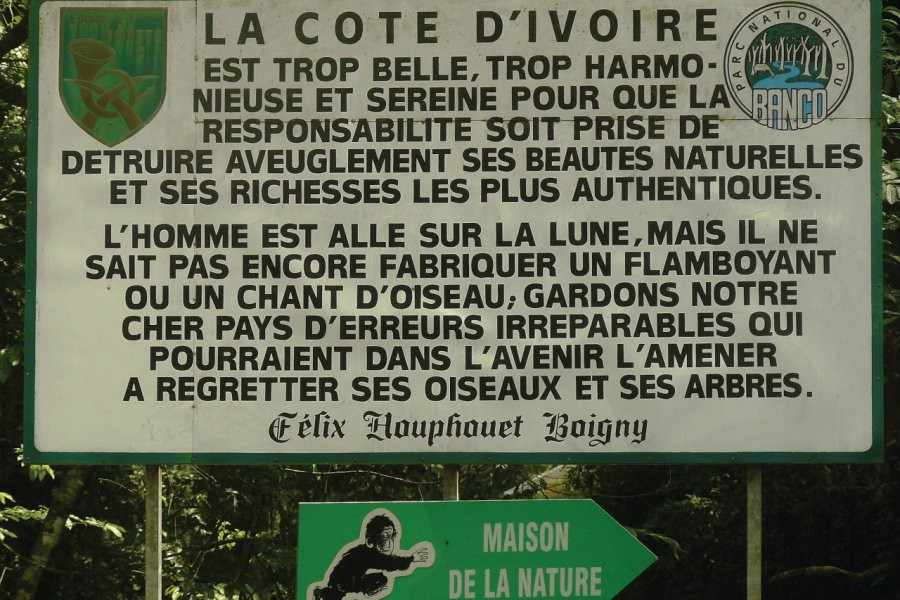 EAUX ET
FORETS
PARC NATIONAL DU
BANCO
LA COTE D'IVOIRE
EST TROP BELLE, TROP HARMO-
NIEUSE ET SEREINE POUR QUE LA
RESPONSABILITE SOIT PRISE DE
DETRUIRE AVEUGLEMENT SES BEAUTES NATURELLES
ET SES RICHESSES LES PLUS AUTHENTIQUES.
L'HOMME EST ALLE SUR LA LUNE, MAIS IL NE
SAIT PAS ENCORE FABRIQUER UN FLAMBOYANT
OU UN CHANT D'OISEAU; GARDONS NOTRE
CHER PAYS D'ERREURS IRREPARABLES QUI
POURRAIENT DANS L'AVENIR L'AMENER
A REGRETTER SES OISEAUX ET SES ARBRES.
Félix Houphouet Boigny
MAISON
DE LA NATURE